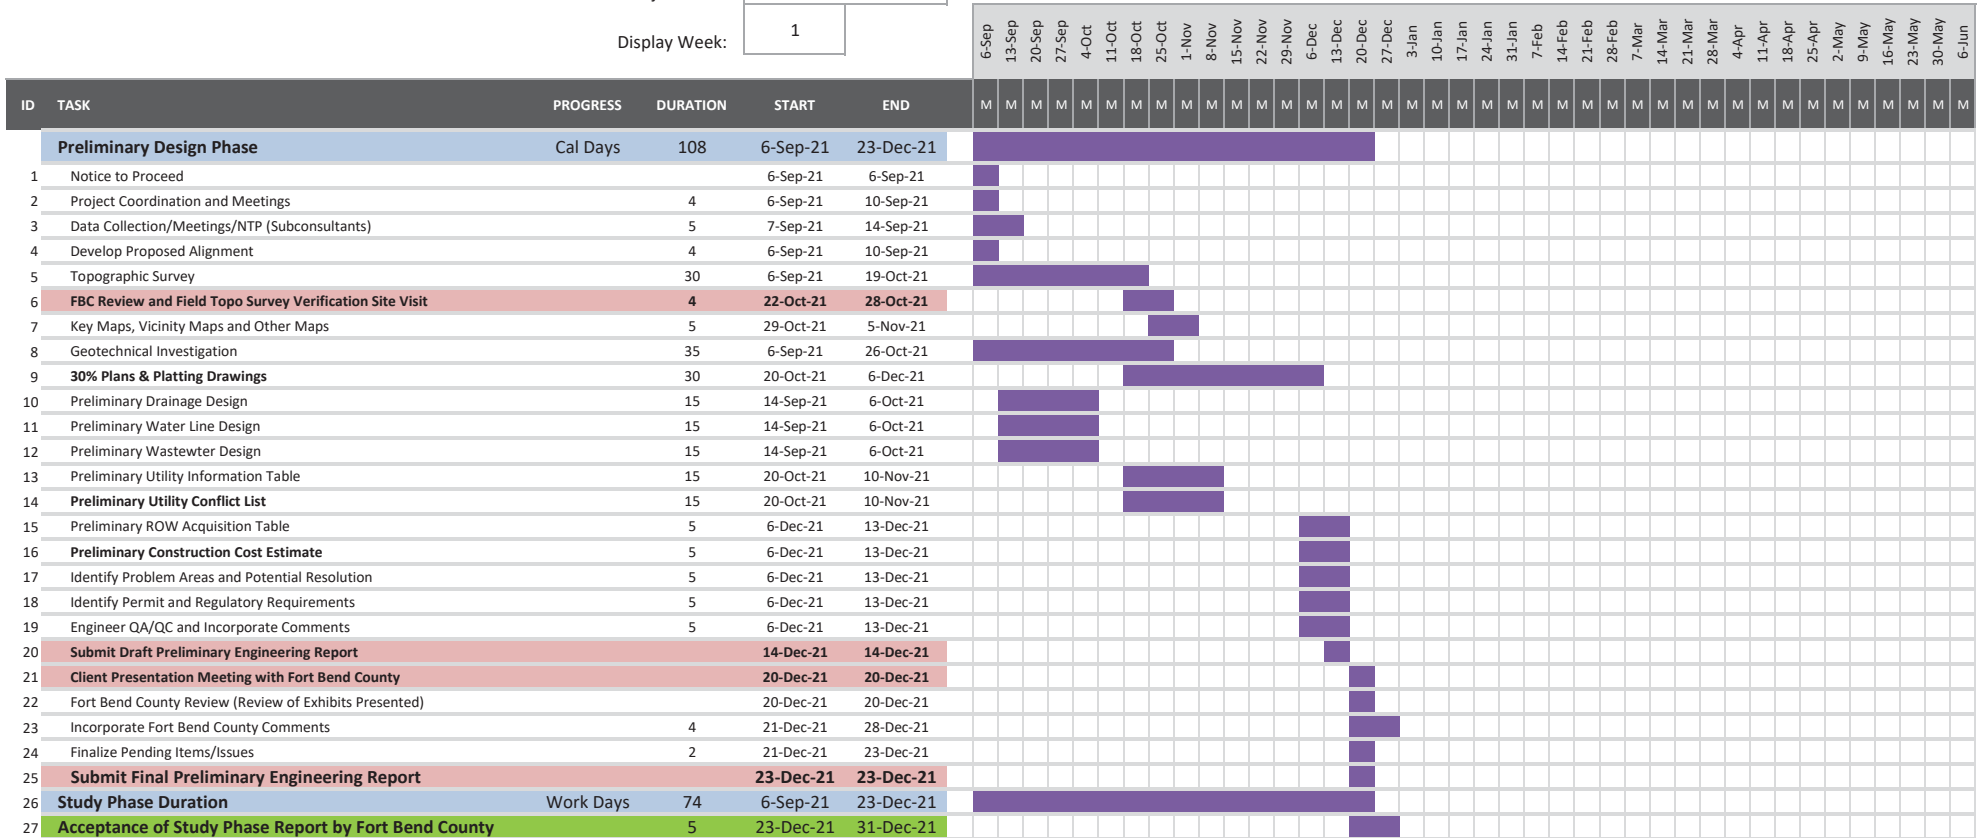 Display Week: 1
6-Sep 13-Sep 20-Sep 27-Sep 4-Oct 11-Oct 18-Oct 25-Oct 1-Nov 8-Nov 15-Nov 22-Nov 29-Nov 6-Dec 13-Dec 20-Dec 27-Dec 3-Jan 10-Jan 17-Jan 24-Jan 31-Jan 7-Feb 14-Feb 21-Feb 28-Feb 7-Mar 14-Mar 21-Mar 28-Mar 4-Apr 11-Apr 18-Apr 25-Apr 2-May 9-May 16-May 23-May 30-May 6-Jun
ID TASK PROGRESS DURATION START END M M M M M M M M M M M M M M M M M M M M M M M M M M M M M M M M M M M M M M M M
Preliminary Design Phase Cal Days 108 6-Sep-21 23-Dec-21
1 Notice to Proceed 6-Sep-21 6-Sep-21
2 Project Coordination and Meetings 4 6-Sep-21 10-Sep-21
3 Data Collection/Meetings/NTP (Subconsultants) 5 7-Sep-21 14-Sep-21
4 Develop Proposed Alignment 4 6-Sep-21 10-Sep-21
5 Topographic Survey 30 6-Sep-21 19-Oct-21
6 FBC Review and Field Topo Survey Verification Site Visit 4 22-Oct-21 28-Oct-21
7 Key Maps, Vicinity Maps and Other Maps 5 29-Oct-21 5-Nov-21
8 Geotechnical Investigation 35 6-Sep-21 26-Oct-21
9 30% Plans & Platting Drawings 30 20-Oct-21 6-Dec-21
10 Preliminary Drainage Design 15 14-Sep-21 6-Oct-21
11 Preliminary Water Line Design 15 14-Sep-21 6-Oct-21
12 Preliminary Wastewter Design 15 14-Sep-21 6-Oct-21
13 Preliminary Utility Information Table 15 20-Oct-21 10-Nov-21
14 Preliminary Utility Conflict List 15 20-Oct-21 10-Nov-21
15 Preliminary ROW Acquisition Table 5 6-Dec-21 13-Dec-21
16 Preliminary Construction Cost Estimate 5 6-Dec-21 13-Dec-21
17 Identify Problem Areas and Potential Resolution 5 6-Dec-21 13-Dec-21
18 Identify Permit and Regulatory Requirements 5 6-Dec-21 13-Dec-21
19 Engineer QA/QC and Incorporate Comments 5 6-Dec-21 13-Dec-21
20 Submit Draft Preliminary Engineering Report 14-Dec-21 14-Dec-21
21 Client Presentation Meeting with Fort Bend County 20-Dec-21 20-Dec-21
22 Fort Bend County Review (Review of Exhibits Presented) 20-Dec-21 20-Dec-21
23 Incorporate Fort Bend County Comments 4 21-Dec-21 28-Dec-21
24 Finalize Pending Items/Issues 2 21-Dec-21 23-Dec-21
25 Submit Final Preliminary Engineering Report 23-Dec-21 23-Dec-21
26 Study Phase Duration Work Days 74 6-Sep-21 23-Dec-21
27 Acceptance of Study Phase Report by Fort Bend County 5 23-Dec-21 31-Dec-21